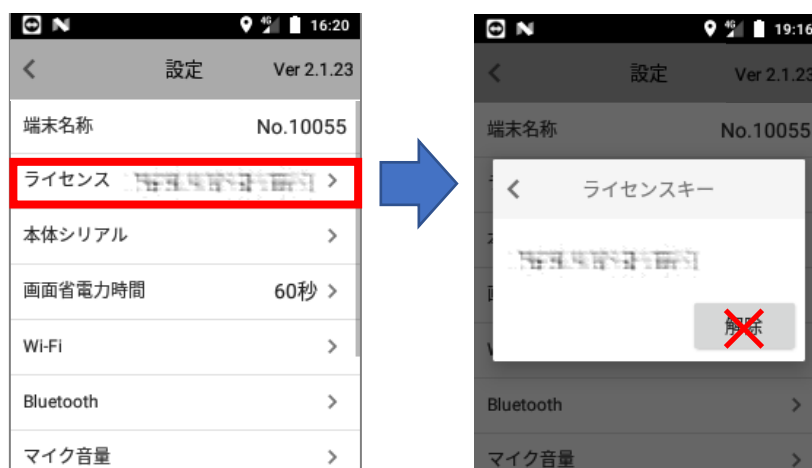 16:20
設定 Ver 2.1.23
端末名称 No.10055
ライセンス
本体シリアル
画面省電力時間 60秒
Wi-Fi
Bluetooth
マイク音量
19:16
設定 Ver 2.1.23
端末名称 No.10055
ライセンスキー
解除
Bluetooth
マイク音量